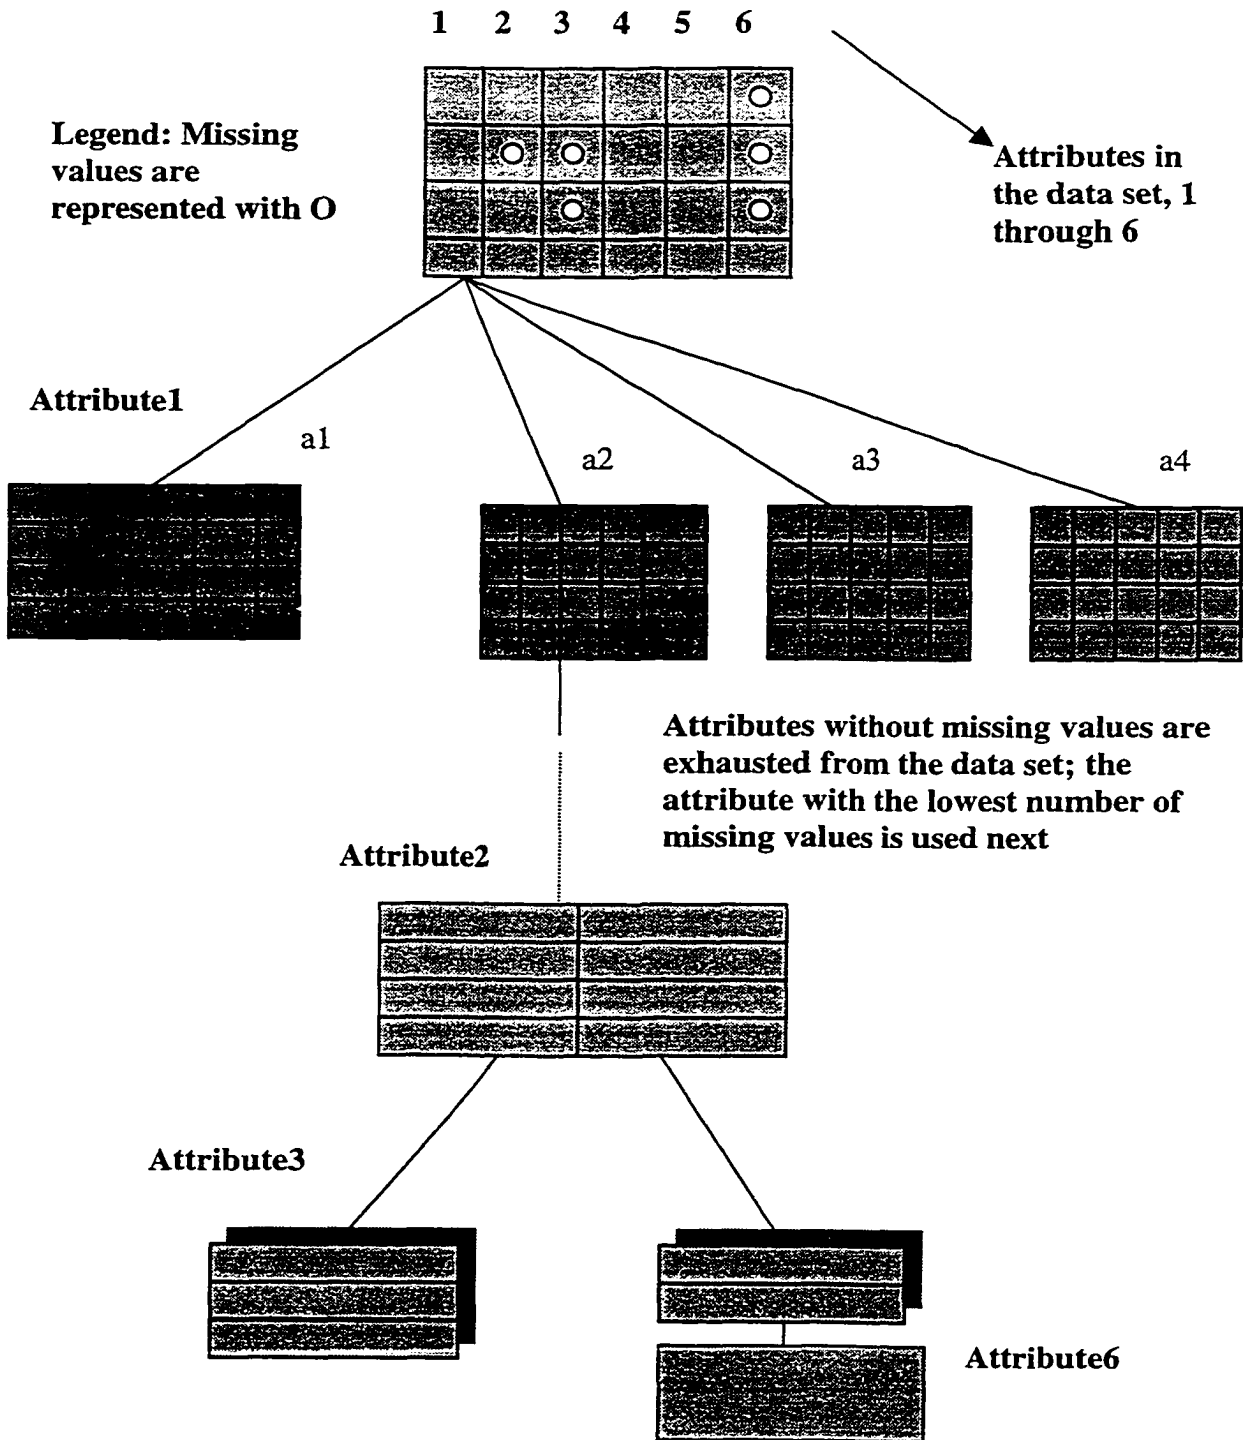 1 2 3 4 5 6
Legend: Missing
values are
represented with O
Attributes in
the data set, 1
through 6
Attribute1
a1
a2
a3
a4
Attributes without missing values are
exhausted from the data set; the
attribute with the lowest number of
missing values is used next
Attribute2
Attribute3
Attribute6